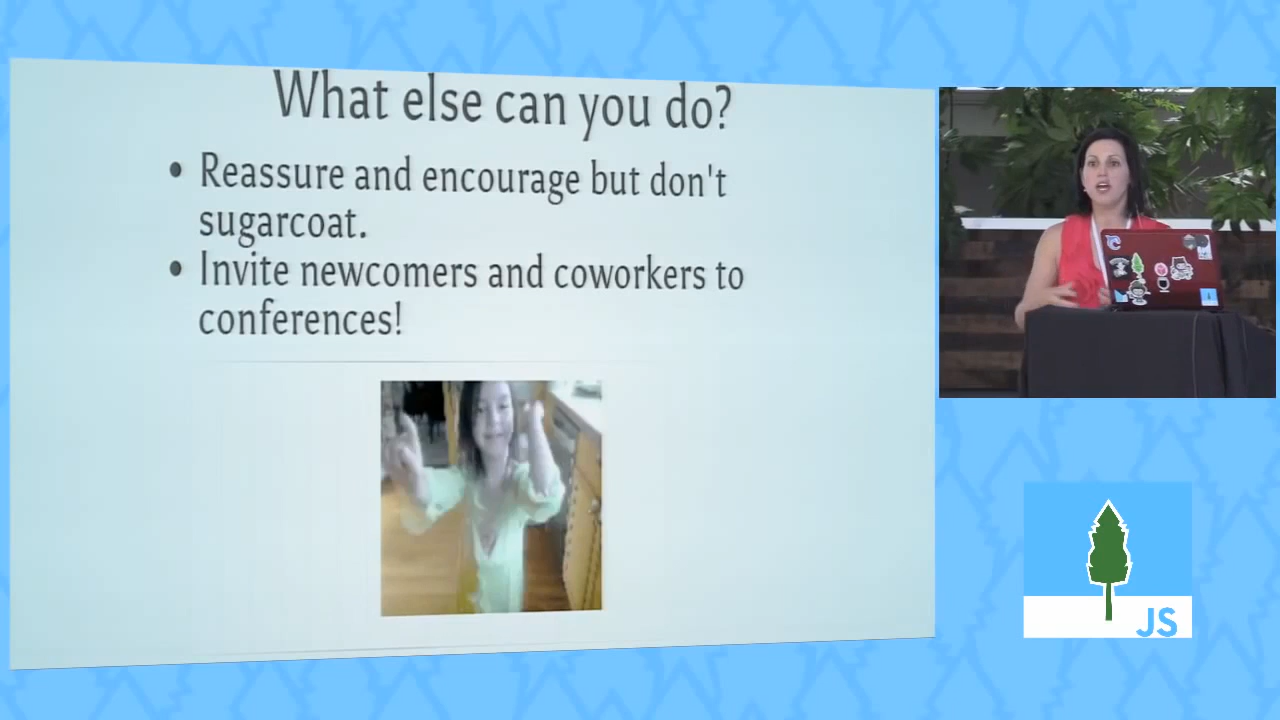 What else can you do?
• Reassure and encourage but don't
sugarcoat.
• Invite newcomers and coworkers to
conferences!
JS